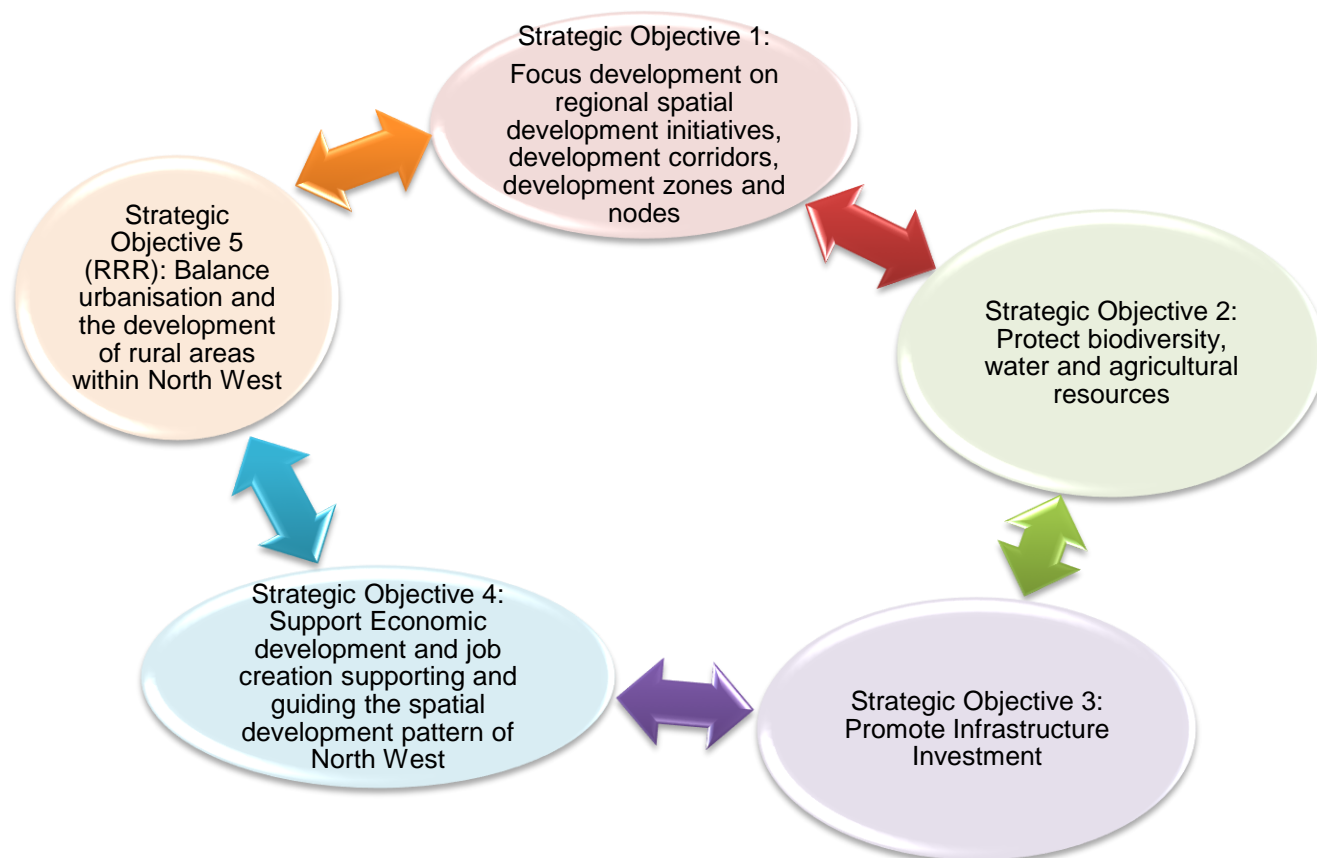 Strategic Objective 1:
Focus development on
regional spatial
development initiatives,
development corridors,
development zones and
nodes
Strategic Objective 2:
Protect biodiversity,
water and agricultural
resources
Strategic Objective 3:
Promote Infrastructure
Investment
Strategic Objective 4:
Support Economic
development and job
creation supporting and
guiding the spatial
development pattern of
North West
Strategic
Objective 5
(RRR): Balance
urbanisation and
the development
of rural areas
within North West